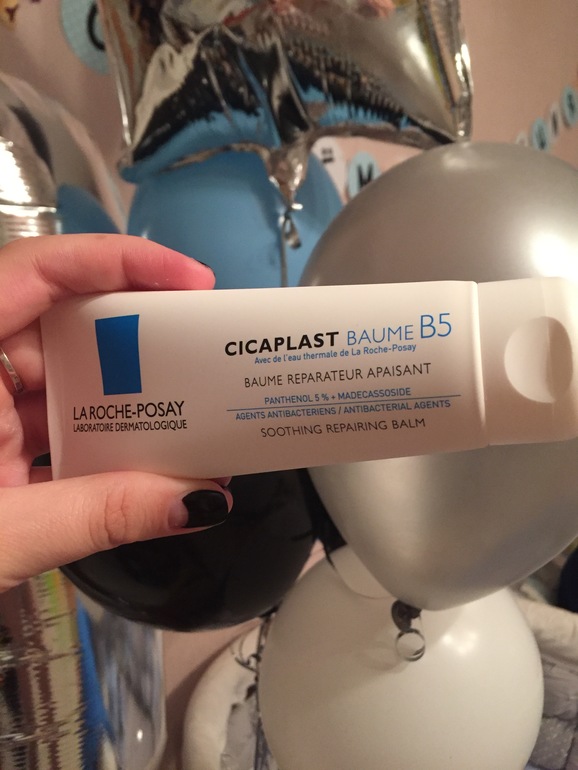 CICAPLAST BAUME B5
Avec de l'eau thermale de La Roche-Posay
BAUME REPARATEUR APAISANT
PANTHENOL 5 % + MADECASSOSIDE
AGENTS ANTIBACTERIENS / ANTIBACTERIAL AGENTS
SOOTHING REPAIRING BALM
LA ROCHE-POSAY
LABORATOIRE DERMATOLOGIQUE